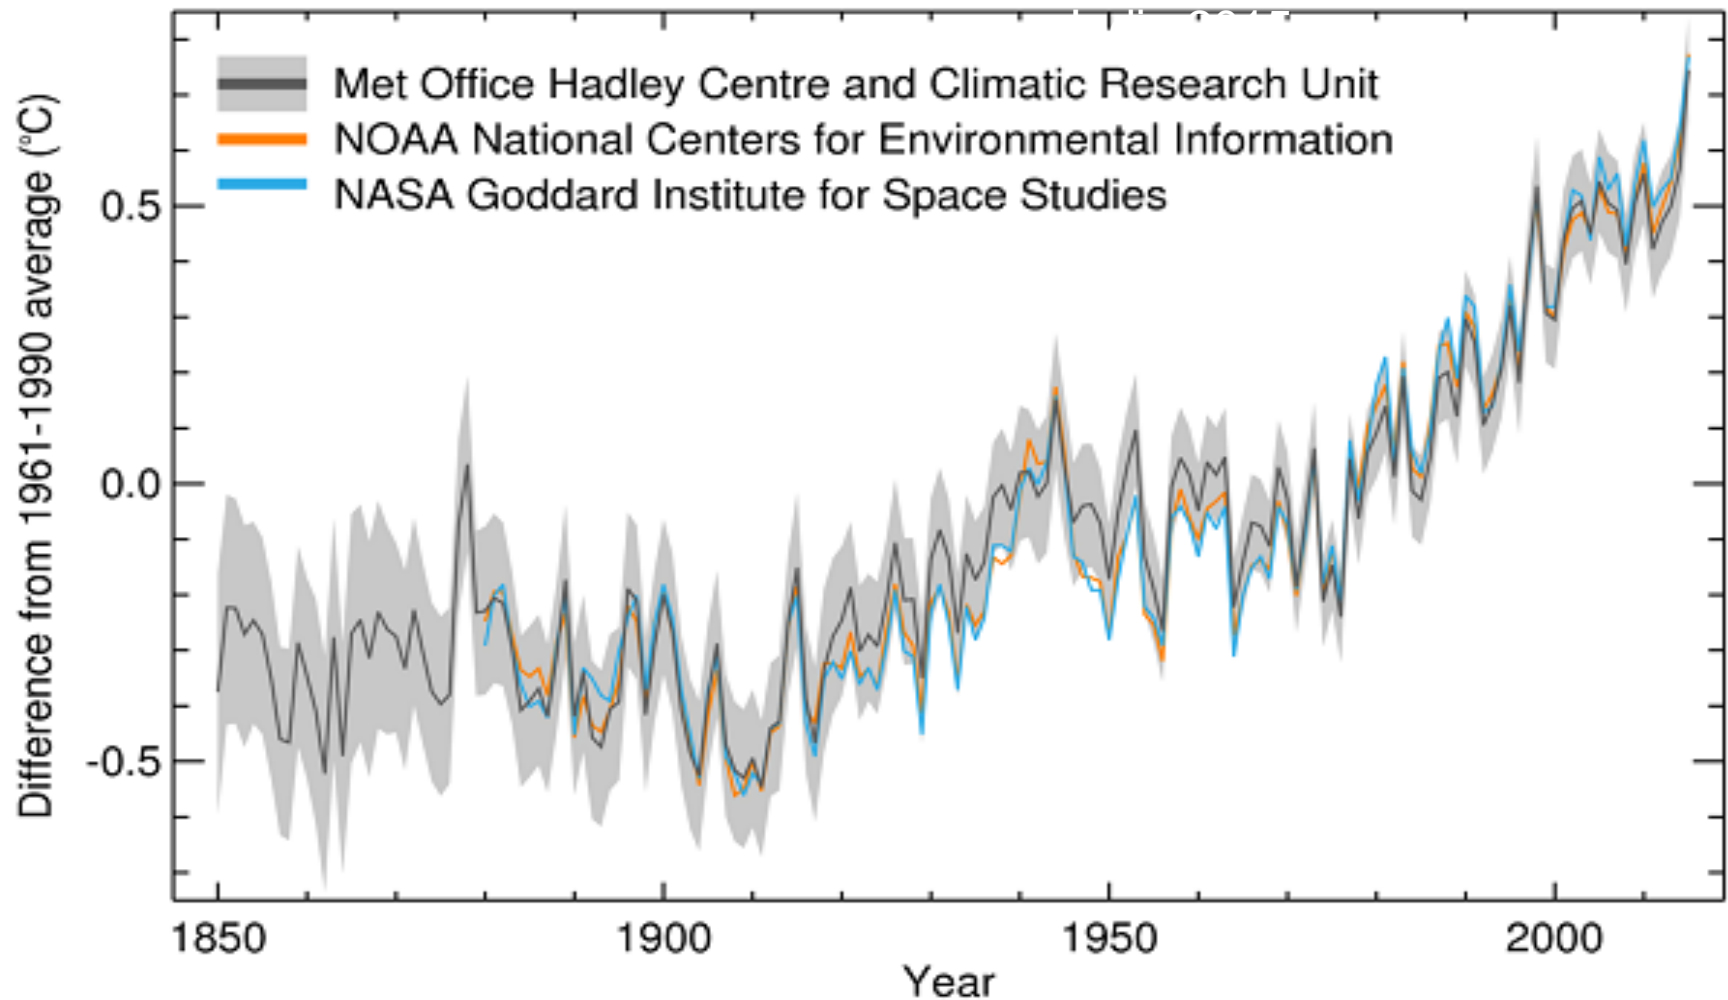 Met Office Hadley Centre and Climatic Research Unit
NOAA National Centers for Environmental Information
NASA Goddard Institute for Space Studies
Difference from 1961-1990 average (°C)
0.5
0.0
-0.5
1850
1900
1950
2000
Year